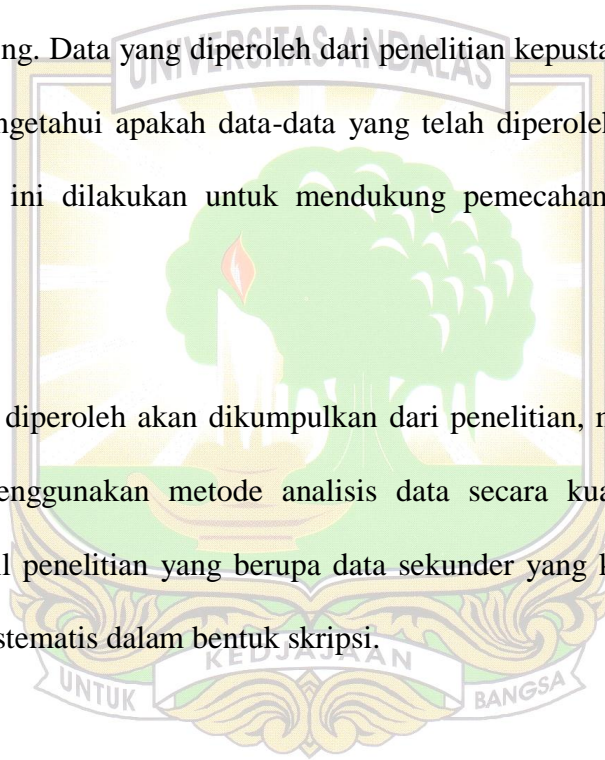 UNIVERSITAS ANDALAS
ng. Data yang diperoleh dari penelitian kepusta
ngetahui apakah data-data yang telah diperoleh
ini dilakukan untuk mendukung pemecahan
diperoleh akan dikumpulkan dari penelitian,
enggunakan metode analisis data secara kua
l penelitian yang berupa data sekunder yang
stematis dalam bentuk skripsi.
KEDJAJAAN
UNTUK
BANGSA